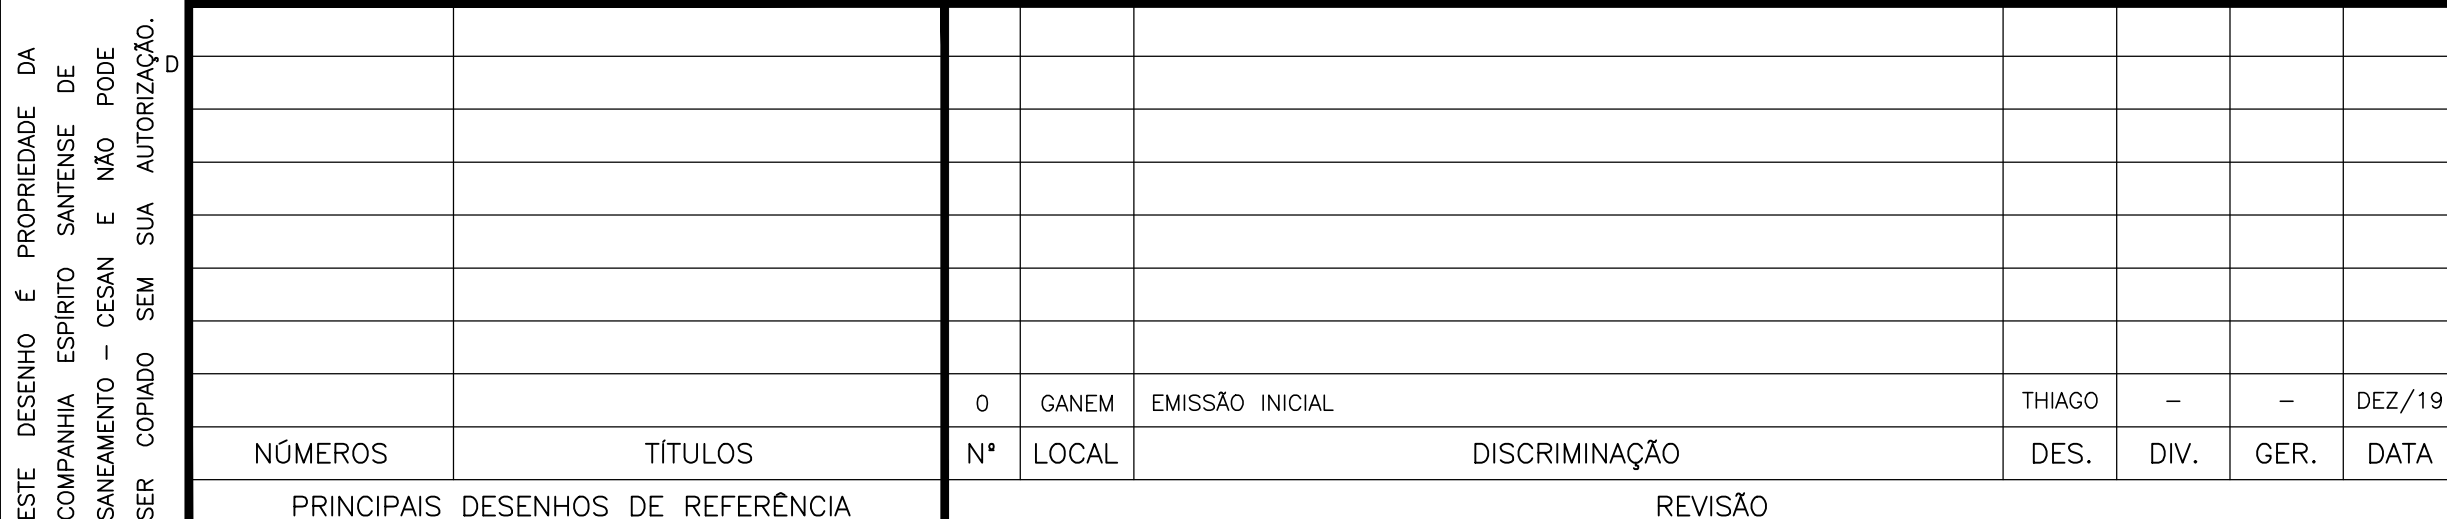 ESTE DESENHO É PROPRIEDADE DA
COMPANHIA ESPÍRITO SANTENSE DE
SANEAMENTO – CESAN E NÃO PODE
SER COPIADO SEM SUA AUTORIZAÇÃO.
D
0 GANEM EMISSÃO INICIAL THIAGO – – DEZ/19
NÚMEROS TÍTULOS Nº LOCAL DISCRIMINAÇÃO DES. DIV. GER. DATA
PRINCIPAIS DESENHOS DE REFERÊNCIA REVISÃO